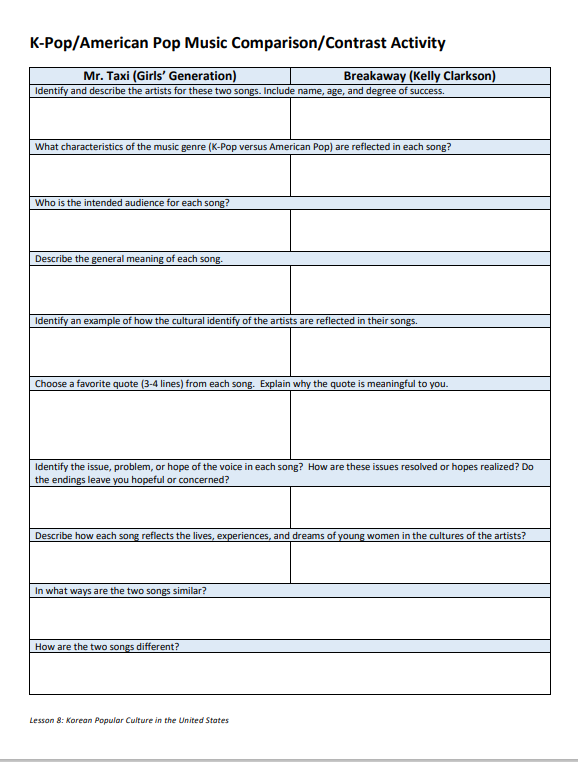 K-Pop/American Pop Music Comparison/Contrast Activity
Mr. Taxi (Girls' Generation)
Breakaway (Kelly Clarkson)
Identify and describe the artists for these two songs. Include name, age, and degree of success.
What characteristics of the music genre (K-Pop versus American Pop) are reflected in each song?
Who is the intended audience for each song?
Describe the general meaning of each song.
Identify an example of how the cultural identify of the artists are reflected in their songs.
Choose a favorite quote (3-4 lines) from each song.  Explain why the quote is meaningful to you.
Identify the issue, problem, or hope of the voice in each song?  How are these issues resolved or hopes realized? Do
the endings leave you hopeful or concerned?
Describe how each song reflects the lives, experiences, and dreams of young women in the cultures of the artists?
In what ways are the two songs similar?
How are the two songs different?
Lesson 8: Korean Popular Culture in the United States